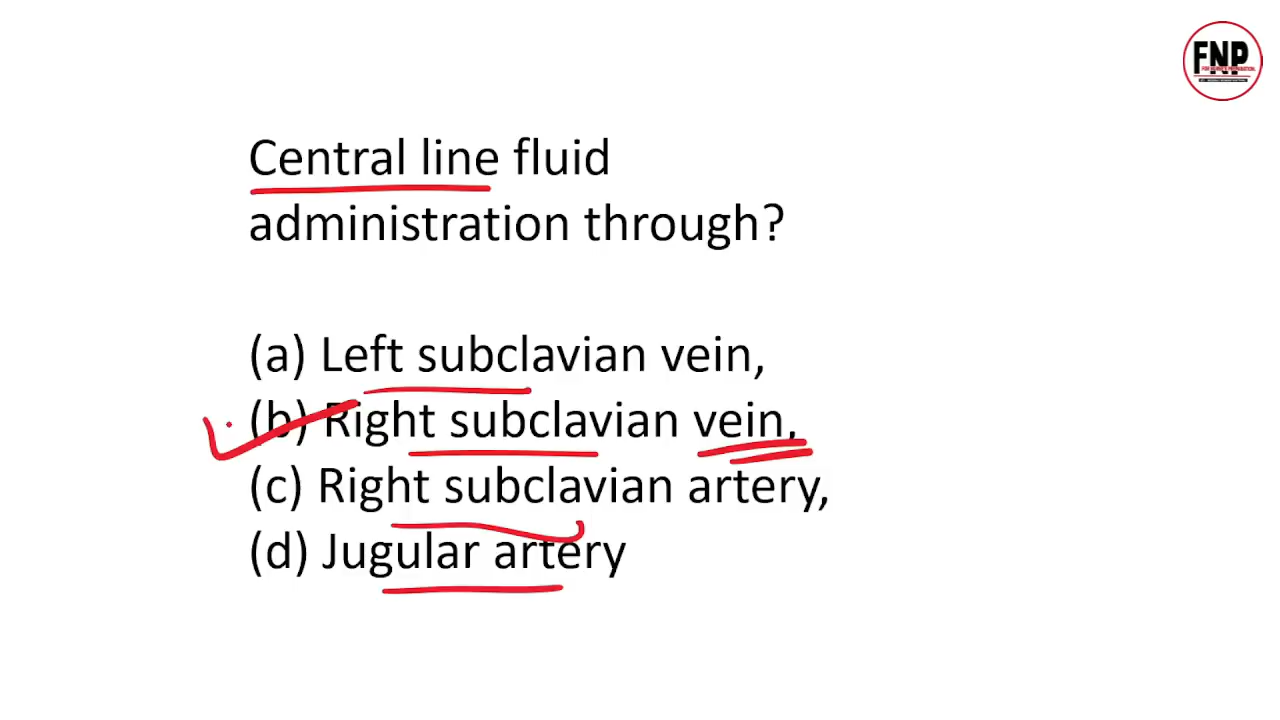 FNP
Central line fluid
administration through?
(a) Left subclavian vein,
(b) Right subclavian vein,
(c) Right subclavian artery,
(d) Jugular artery